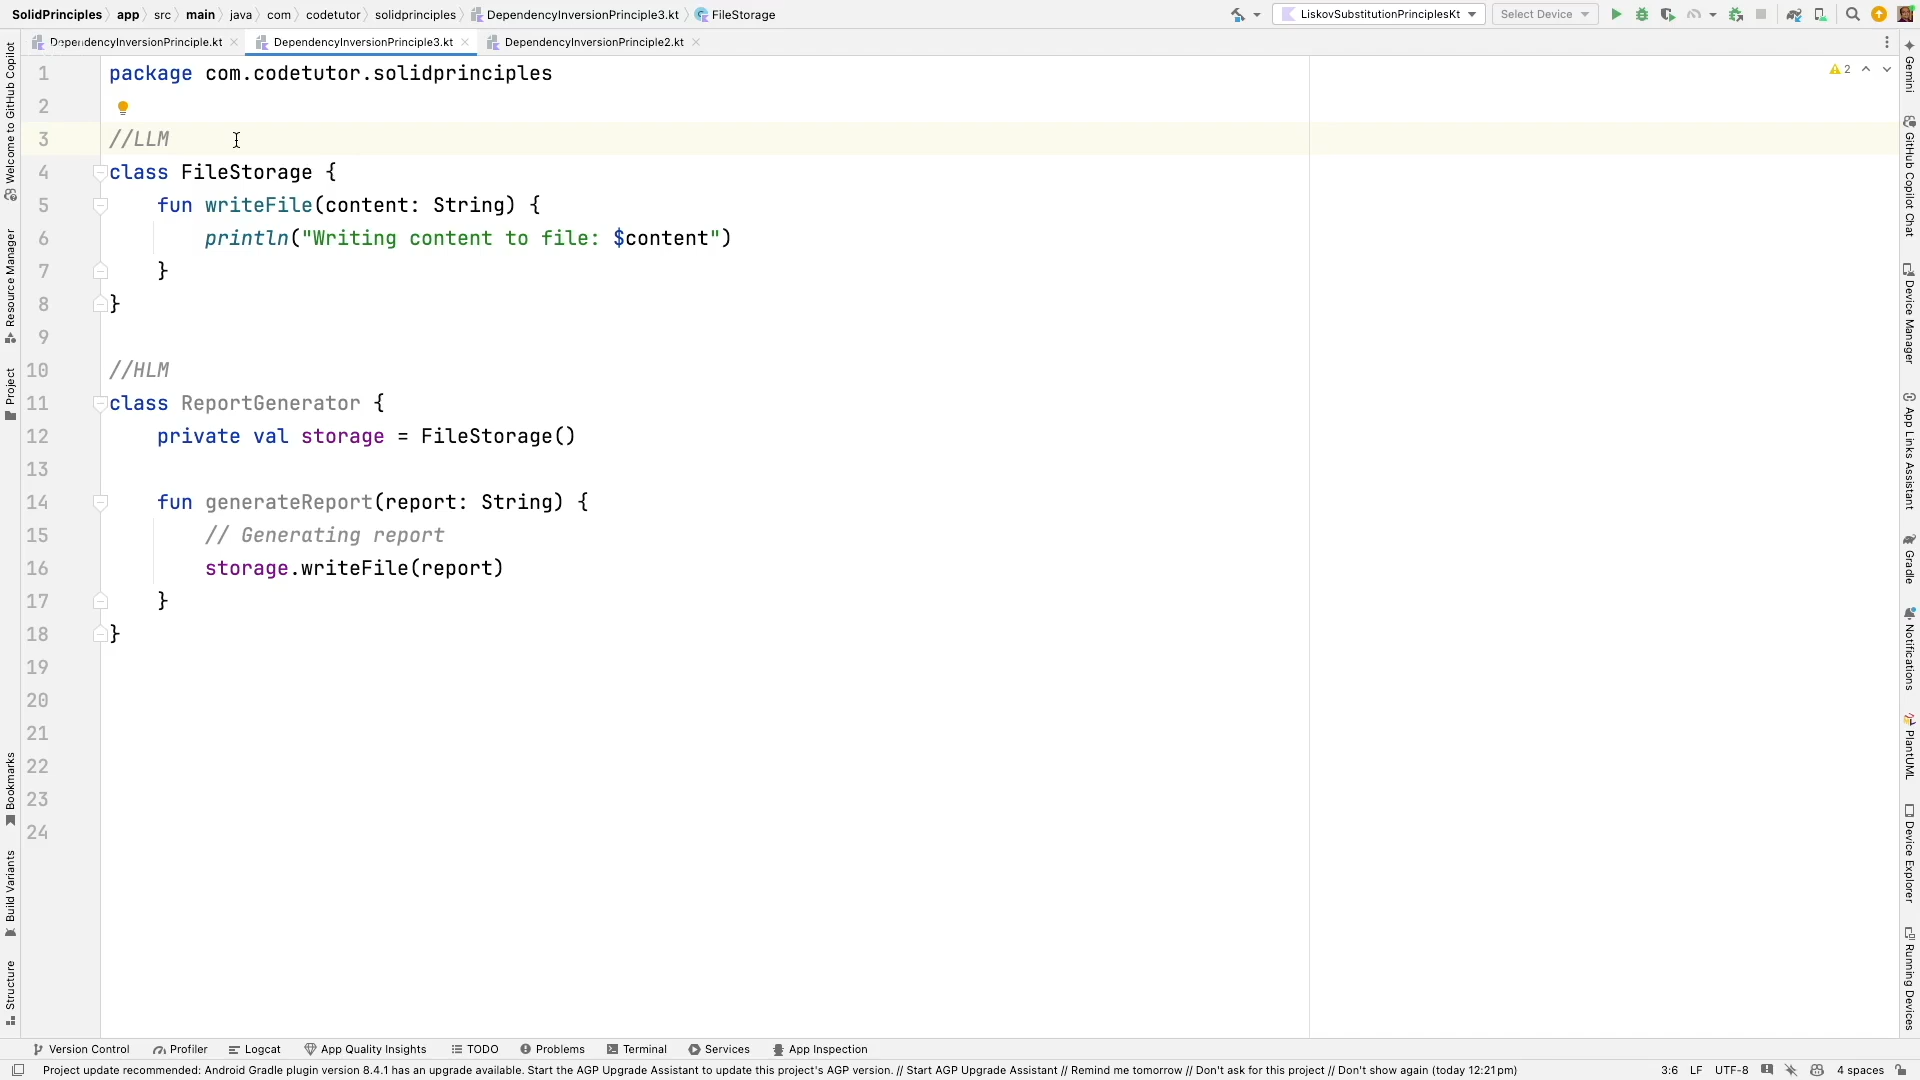 SolidPrinciples app src main java com codetutor solidprinciples DependencyInversionPrinciple3.kt FileStorage LiskovSubstitutionPrinciplesKt Select Device
DependencyInversionPrinciple.kt DependencyInversionPrinciple3.kt DependencyInversionPrinciple2.kt
1 package com.codetutor.solidprinciples 2
2
3 //LLM
4 class FileStorage {
5 fun writeFile(content: String) {
6 println("Writing content to file: $content")
7 }
8 }
9
10 //HLM
11 class ReportGenerator {
12 private val storage = FileStorage()
13
14 fun generateReport(report: String) {
15 // Generating report
16 storage.writeFile(report)
17 }
18 }
19
20
21
22
23
24
Welcome to GitHub Copilot
Resource Manager
Project
Bookmarks
Build Variants
Structure
Gemini
GitHub Copilot Chat
Device Manager
App Links Assistant
Gradle
Notifications
PlantUML
Device Explorer
Running Devices
Version Control Profiler Logcat App Quality Insights TODO Problems Terminal Services App Inspection
Project update recommended: Android Gradle plugin version 8.4.1 has an upgrade available. Start the AGP Upgrade Assistant to update this project's AGP version. // Start AGP Upgrade Assistant // Remind me tomorrow // Don't ask for this project // Don't show again (today 12:21 pm) 3:6 LF UTF-8 4 spaces